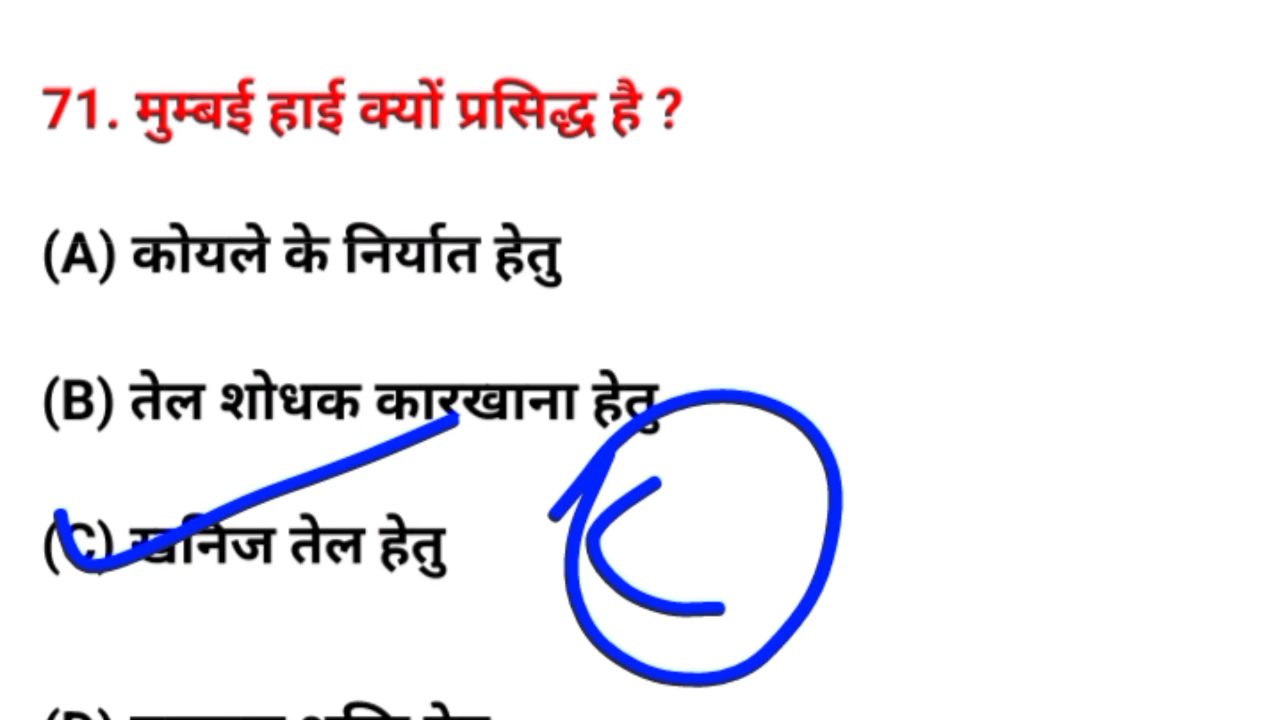 71. मुम्बई हाई क्यों प्रसिद्ध है ?
(A) कोयले के निर्यात हेतु
(B) तेल शोधक कारखाना हेतु
(C) खनिज तेल हेतु
C
(D)